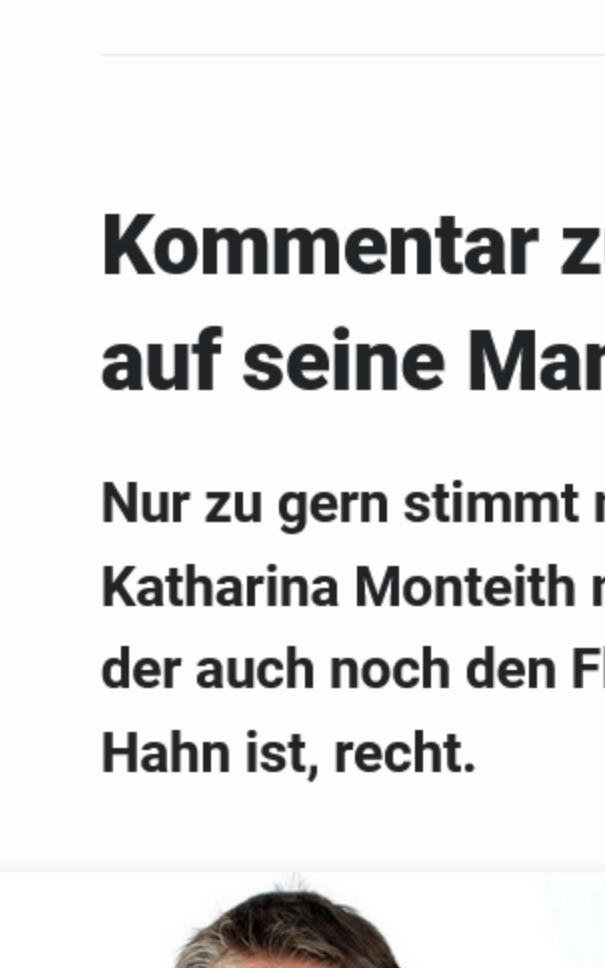 Kommentar
auf seine
Nur zu gern stimmt
Katharina Monteith
der auch noch den
Hahn ist, recht.